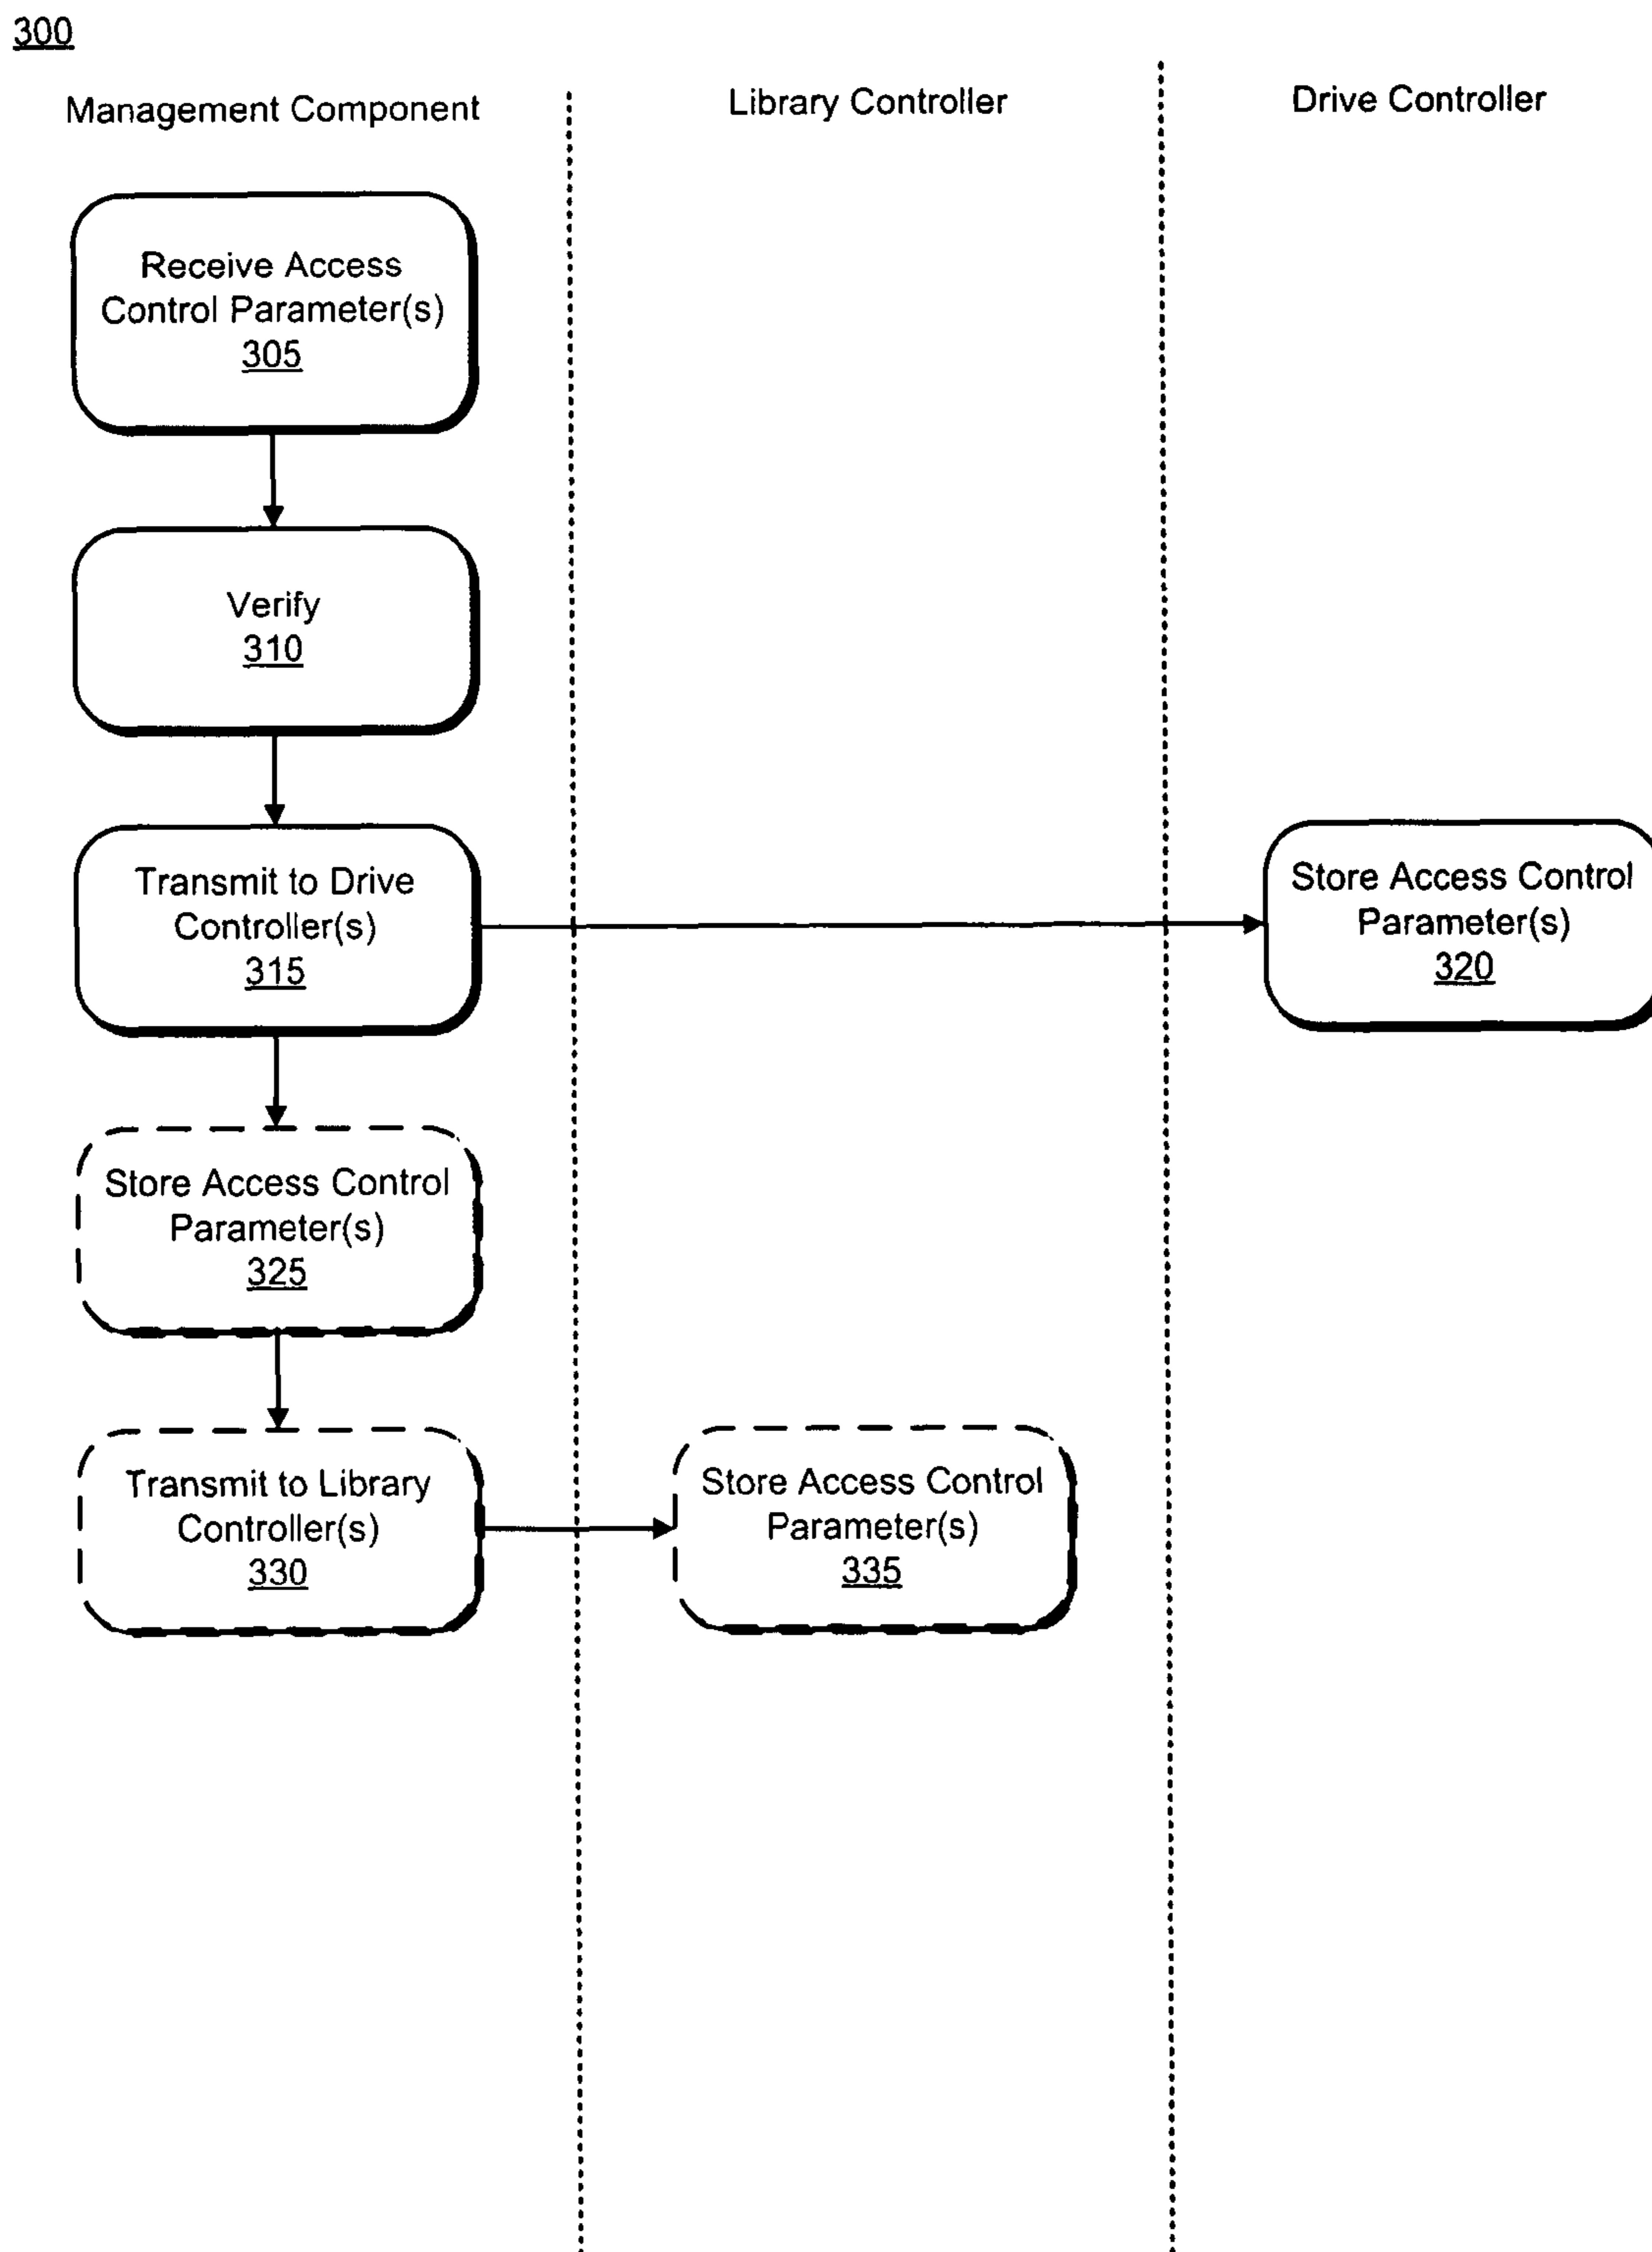 300
Management Component
Library Controller
Drive Controller
Receive Access
Control Parameter(s)
305
Verify
310
Transmit to Drive
Controller(s)
315
Store Access Control
Parameter(s)
320
Store Access Control
Parameter(s)
325
Transmit to Library
Controller(s)
330
Store Access Control
Parameter(s)
335